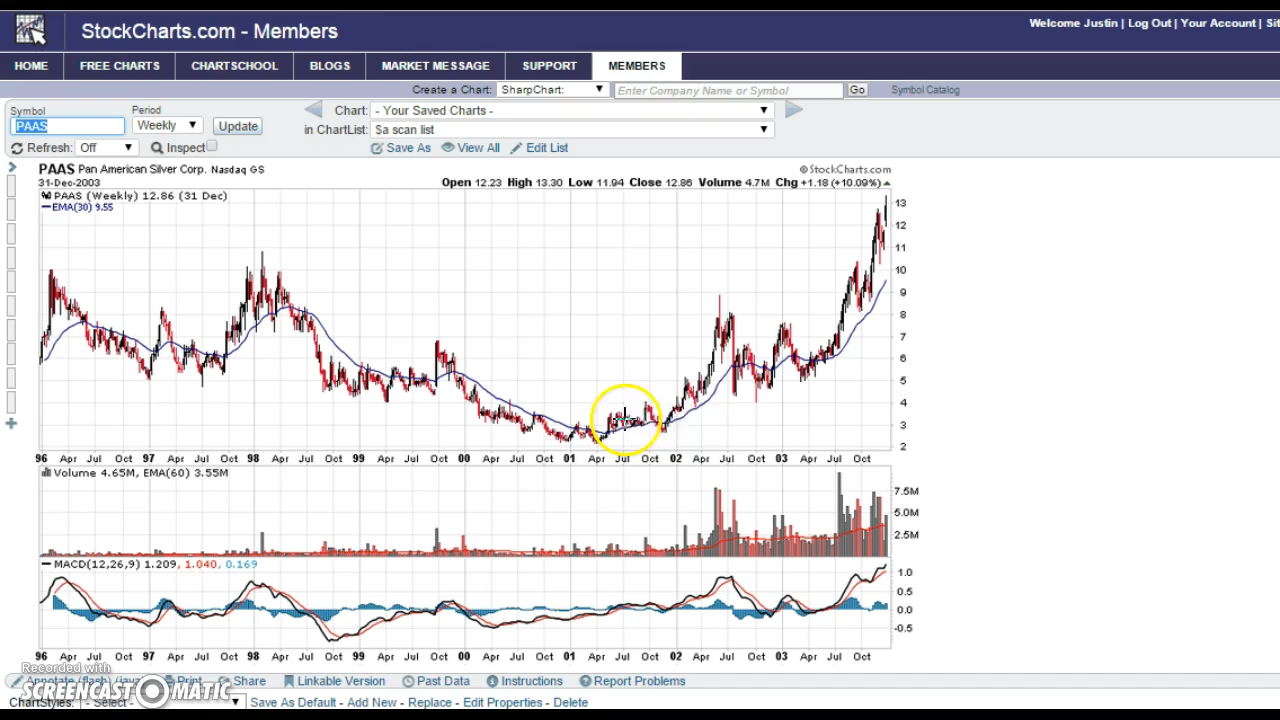 StockCharts.com - Members
Welcome Justin | Log Out | Your Account | Sit
HOME FREE CHARTS CHARTSCHOOL BLOGS MARKET MESSAGE SUPPORT MEMBERS
Create a Chart: SharpChart: Enter Company Name or Symbol Go Symbol Catalog
Symbol Period Chart: - Your Saved Charts -
PAAS Weekly Update in ChartList: $a scan list
Refresh: Off Inspect Save As View All Edit List
PAAS Pan American Silver Corp. Nasdaq GS ©StockCharts.com
31-Dec-2003 Open 12.23 High 13.30 Low 11.94 Close 12.86 Volume 4.7M Chg +1.18 (+10.09%)
PAAS (Weekly) 12.86 (31 Dec)
EMA(30) 9.55
13
12
11
10
9
8
7
6
5
4
3
2
96 Apr Jul Oct 97 Apr Jul Oct 98 Apr Jul Oct 99 Apr Jul Oct 00 Apr Jul Oct 01 Apr Jul Oct 02 Apr Jul Oct 03 Apr Jul Oct
Volume 4.65M, EMA(60) 3.55M
7.5M
5.0M
2.5M
MACD(12,26,9) 1.209, 1.040, 0.169
1.0
0.5
0.0
-0.5
96 Apr Jul Oct 97 Apr Jul Oct 98 Apr Jul Oct 99 Apr Jul Oct 00 Apr Jul Oct 01 Apr Jul Oct 02 Apr Jul Oct 03 Apr Jul Oct
Recorded with
Annotate (flash) Print Share Linkable Version Past Data Instructions Report Problems
SCREENCAST MATIC
ChartStyles: - Select - Save As Default - Add New - Replace - Edit Properties - Delete